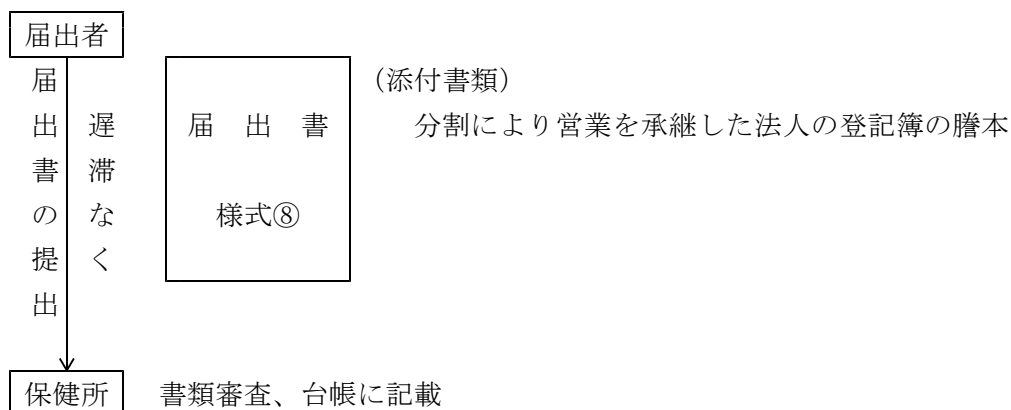 届出者
届出書の提出
遅滞なく
届出書
様式⑧
(添付書類)
分割により営業を承継した法人の登記簿の謄本
保健所
書類審査、台帳に記載